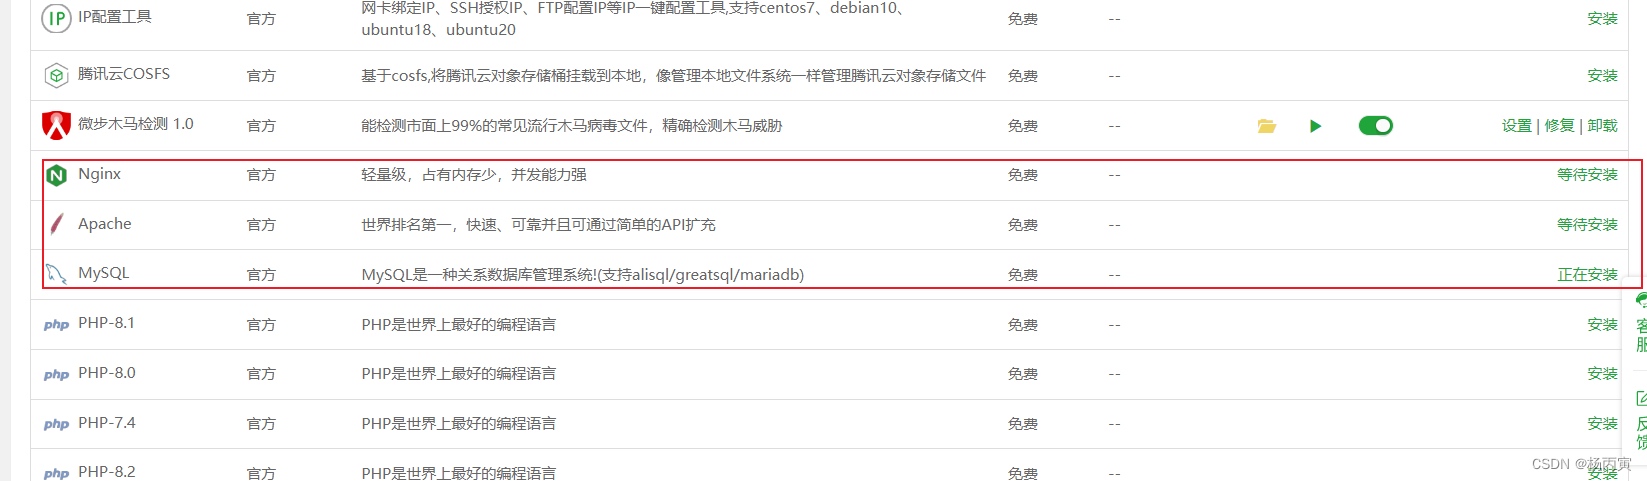 IP配置工具 官方 网卡绑定IP、SSH授权IP、FTP配置IP等IP一键配置工具,支持centos7、debian10、 免费 -- 安装
ubuntu18、ubuntu20
腾讯云COSFS 官方 基于cosfs,将腾讯云对象存储桶挂载到本地，像管理本地文件系统一样管理腾讯云对象存储文件 免费 -- 安装
微步木马检测 1.0 官方 能检测市面上99%的常见流行木马病毒文件，精确检测木马威胁 免费 -- 设置 | 修复 | 卸载
Nginx 官方 轻量级，占有内存少，并发能力强 免费 -- 等待安装
Apache 官方 世界排名第一，快速、可靠并且可通过简单的API扩充 免费 -- 等待安装
MySQL 官方 MySQL是一种关系数据库管理系统!(支持alisql/greatsql/mariadb) 免费 -- 正在安装
php PHP-8.1 官方 PHP是世界上最好的编程语言 免费 -- 安装
php PHP-8.0 官方 PHP是世界上最好的编程语言 免费 -- 安装
php PHP-7.4 官方 PHP是世界上最好的编程语言 免费 -- 安装
php PHP-8.2 官方 PHP是世界上最好的编程语言 免费 -- 安装
客
服
反
馈
CSDN @杨丙寅